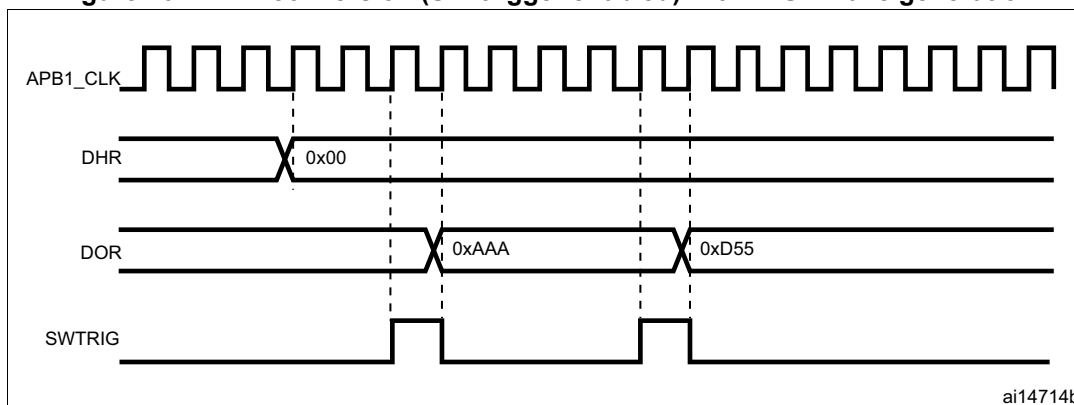 APB1_CLK
DHR
0x00
DOR
0xAAA
0xD55
SWTRIG
ai14714b